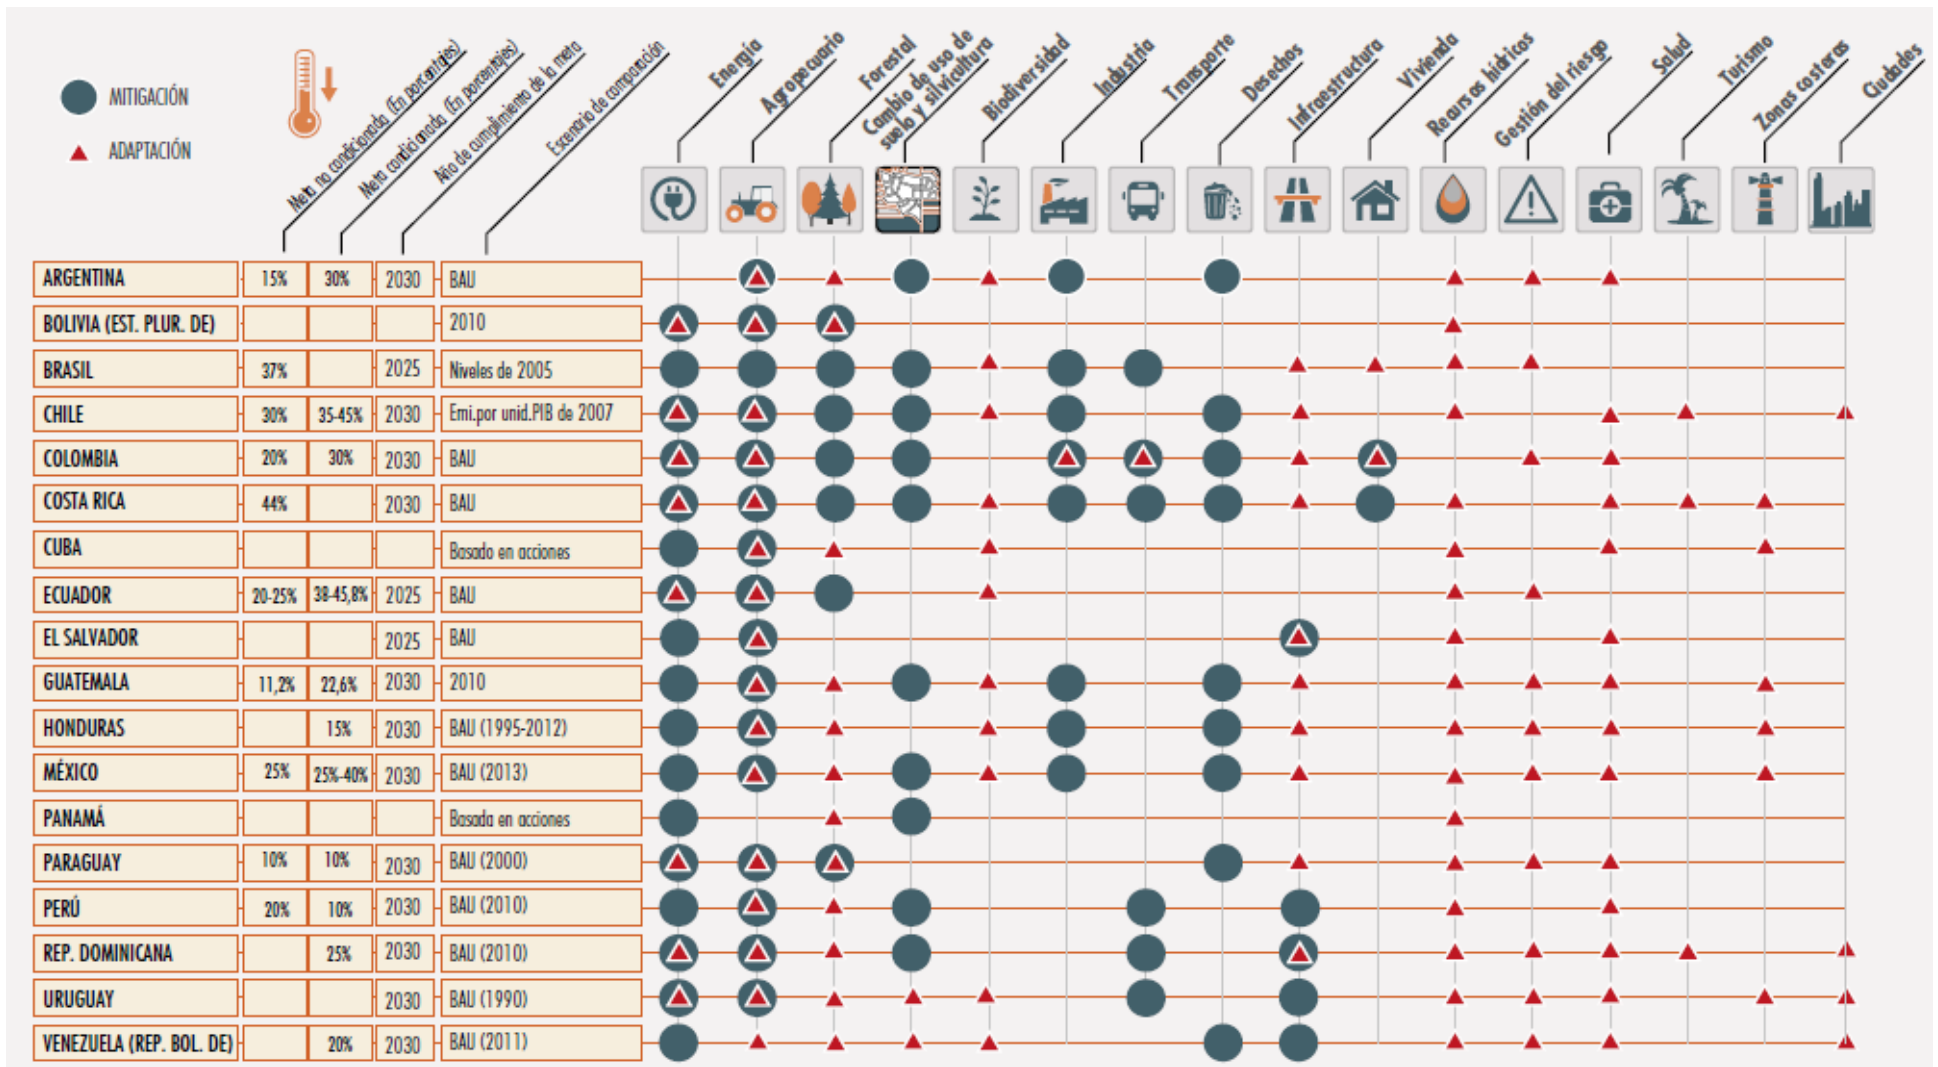 MITIGACIÓN
ADAPTACIÓN
Meta no condicionada (En porcentajes)
Meta condicionada (En porcentajes)
Año de cumplimiento de la meta
Escenario de comparación
Energía
Agropecuario
Forestal
Cambio de uso de
suelo y silvicultura
Biodiversidad
Industria
Transporte
Desechos
Infraestructura
Vivienda
Recursos hídricos
Gestión del riesgo
Salud
Turismo
Zonas costeras
Ciudades
ARGENTINA 15% 30% 2030 BAU
BOLIVIA (EST. PLUR. DE) 2010
BRASIL 37% 2025 Niveles de 2005
CHILE 30% 35-45% 2030 Emi.por unid.PIB de 2007
COLOMBIA 20% 30% 2030 BAU
COSTA RICA 44% 2030 BAU
CUBA Basado en acciones
ECUADOR 20-25% 38-45,8% 2025 BAU
EL SALVADOR 2025 BAU
GUATEMALA 11,2% 22,6% 2030 2010
HONDURAS 15% 2030 BAU (1995-2012)
MÉXICO 25% 25%-40% 2030 BAU (2013)
PANAMÁ Basada en acciones
PARAGUAY 10% 10% 2030 BAU (2000)
PERÚ 20% 10% 2030 BAU (2010)
REP. DOMINICANA 25% 2030 BAU (2010)
URUGUAY 2030 BAU (1990)
VENEZUELA (REP. BOL. DE) 20% 2030 BAU (2011)